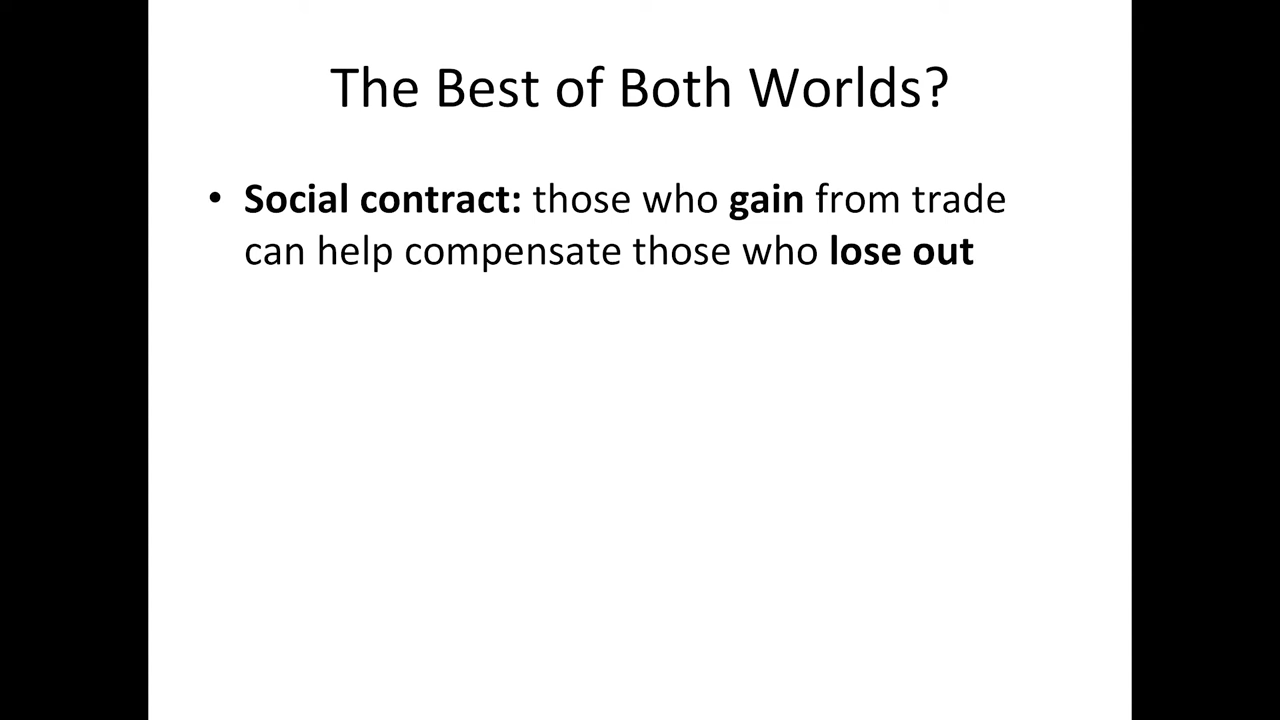 The Best of Both Worlds?
• Social contract: those who gain from trade
can help compensate those who lose out